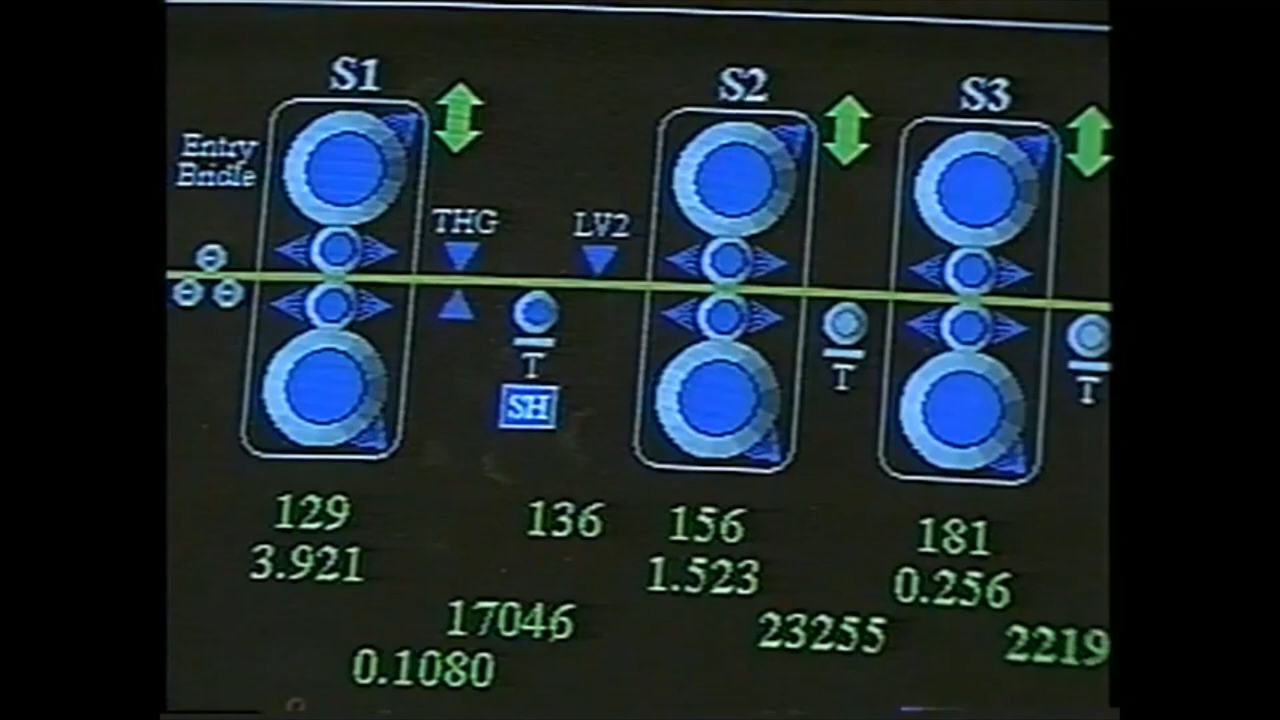 S1
S2
S3
Entry
Bridle
THG
LV2
T
T
T
SH
129
136
156
181
3.921
1.523
0.256
17046
23255
2219
0.1080